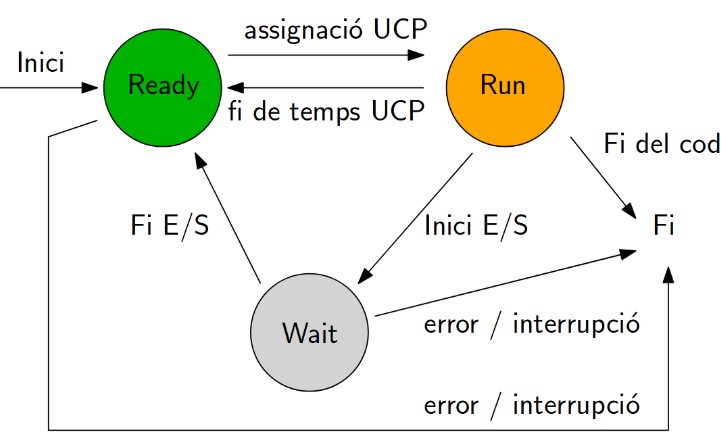 assignació UCP
Inici
Ready
Run
fi de temps UCP
Fi del cod
Fi E/S
Inici E/S
Fi
Wait
error / interrupció
error / interrupció